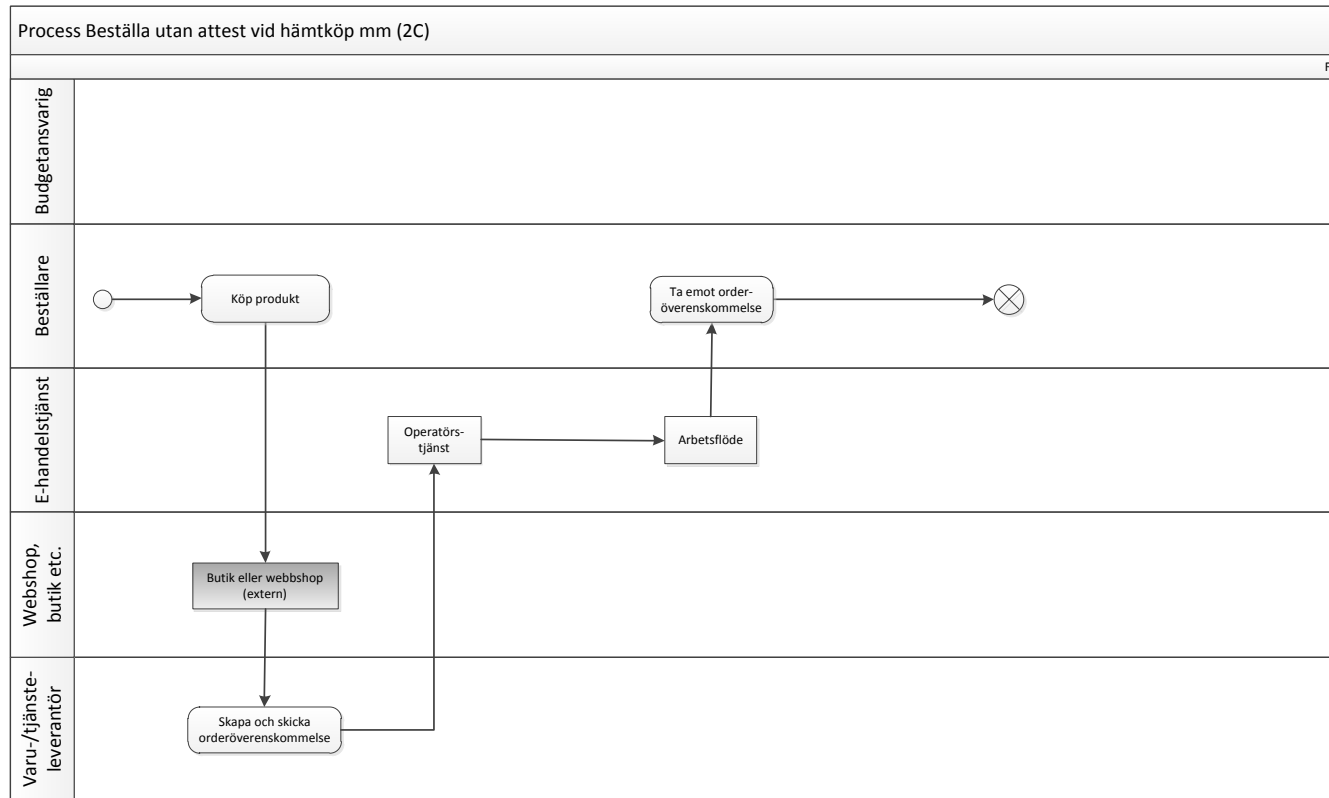 Process Beställa utan attest vid hämtköp mm (2C)
F
Budgetansvarig
Beställare
Köp produkt
Ta emot order-
överenskommelse
E-handelstjänst
Operatörs-
tjänst
Arbetsflöde
Webshop,
butik etc.
Butik eller webbshop
(extern)
Varu-/tjänste-
leverantör
Skapa och skicka
orderöverenskommelse